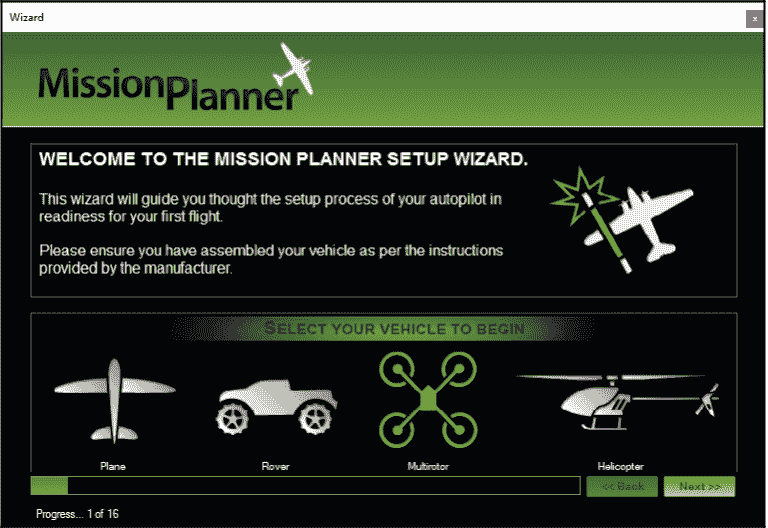 Wizard
x
MissionPlanner
WELCOME TO THE MISSION PLANNER SETUP WIZARD.
This wizard will guide you thought the setup process of your autopilot in
readiness for your first flight.
Please ensure you have assembled your vehicle as per the instructions
provided by the manufacturer.
SELECT YOUR VEHICLE TO BEGIN
Plane
Rover
Multirotor
Helicopter
<< Back
Next >>
Progress... 1 of 16